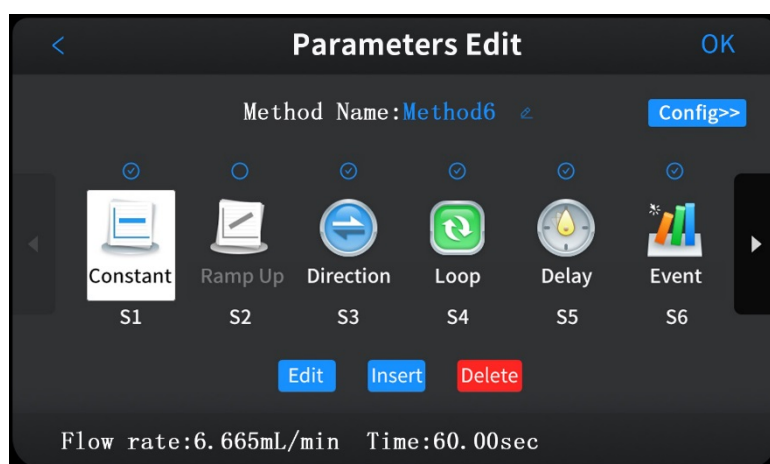 < Parameters Edit OK
Method Name:Method6 Config>>
Constant Ramp Up Direction Loop Delay Event
S1 S2 S3 S4 S5 S6
Edit Insert Delete
Flow rate:6.665mL/min Time:60.00sec